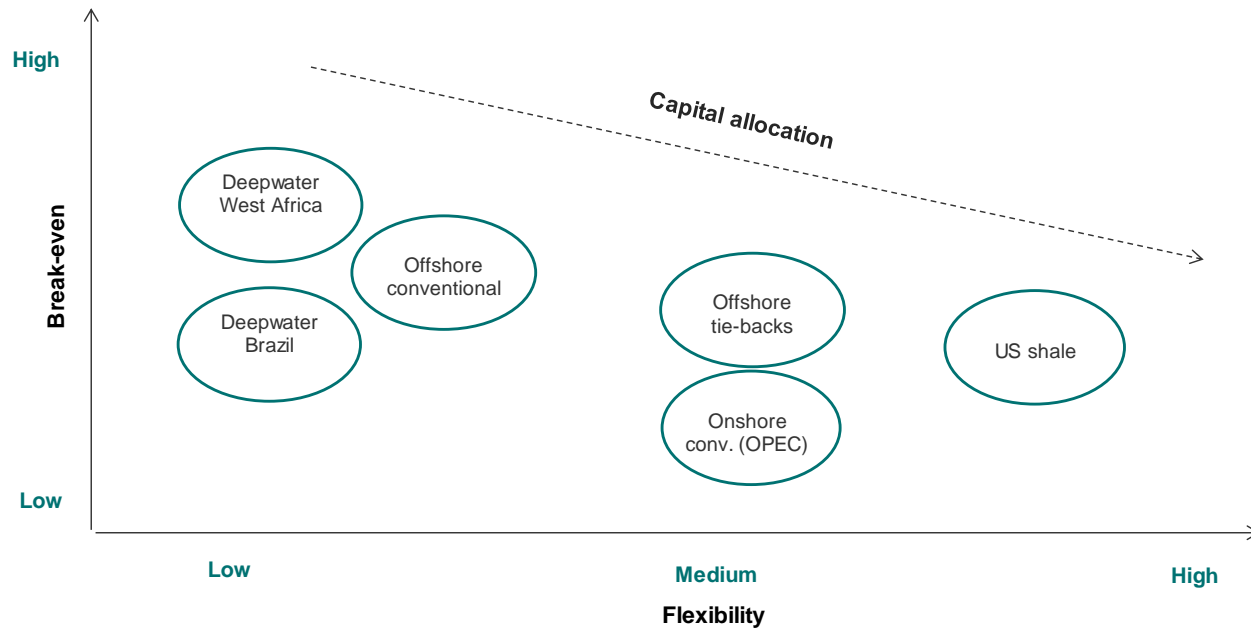 High
Capital allocation
Deepwater
West Africa
Offshore
conventional
Break-even
Deepwater
Brazil
Offshore
tie-backs
US shale
Onshore
conv. (OPEC)
Low
Low
Medium
High
Flexibility